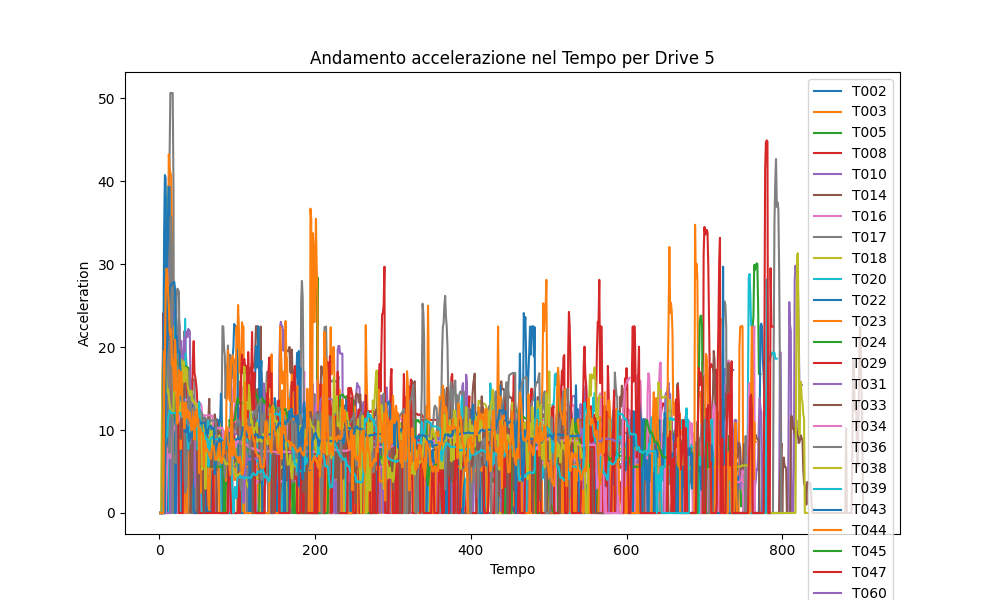 Andamento accelerazione nel Tempo per Drive 5
Acceleration
50
40
30
20
10
0
0 200 400 600 800
Tempo
T002
T003
T005
T008
T010
T014
T016
T017
T018
T020
T022
T023
T024
T029
T031
T033
T034
T036
T038
T039
T043
T044
T045
T047
T060